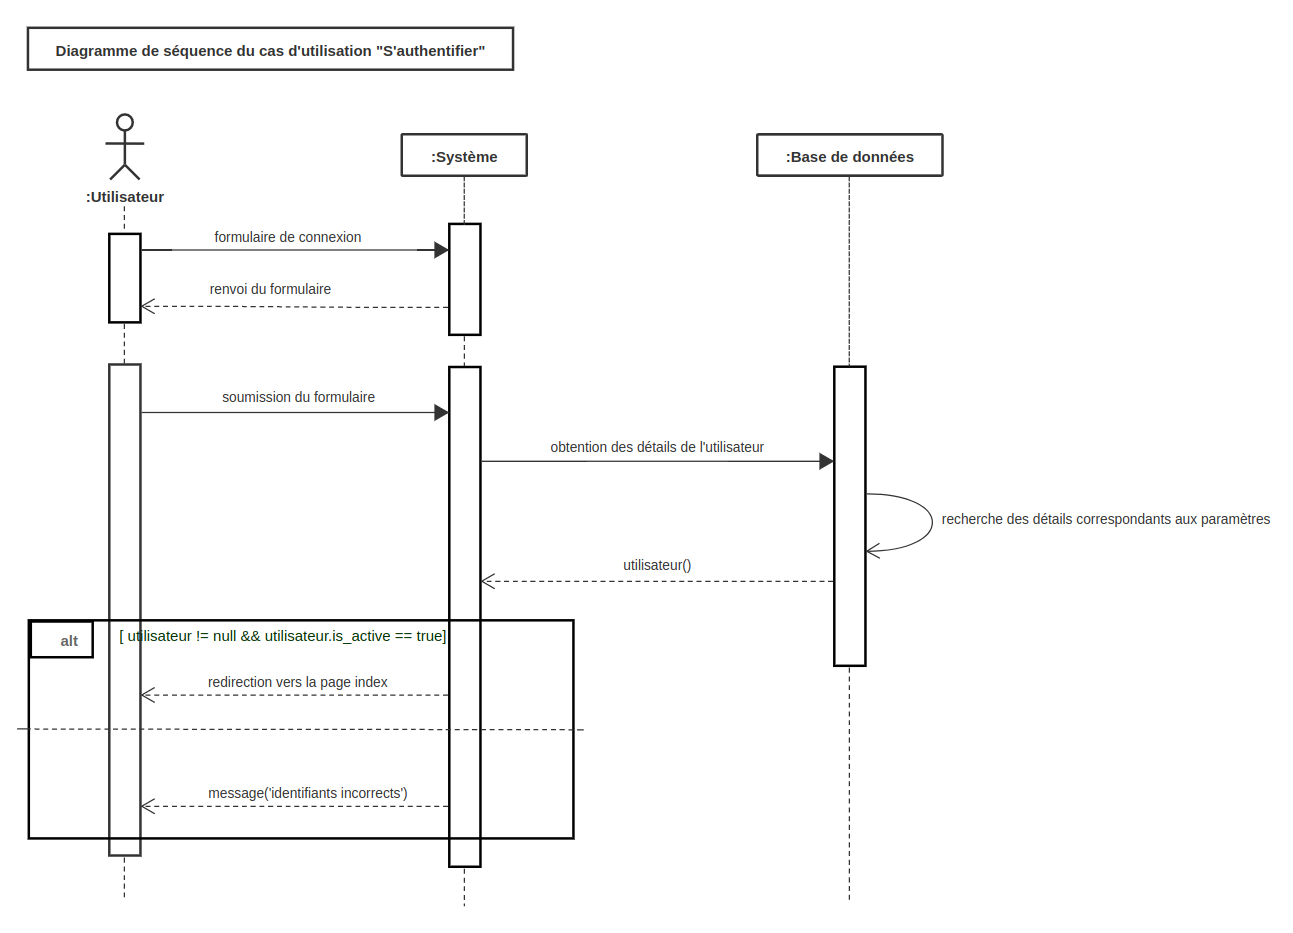 Diagramme de séquence du cas d'utilisation "S'authentifier"
:Utilisateur
:Système
:Base de données
formulaire de connexion
renvoi du formulaire
soumission du formulaire
obtention des détails de l'utilisateur
recherche des détails correspondants aux paramètres
utilisateur()
alt
[ utilisateur != null && utilisateur.is_active == true]
redirection vers la page index
message('identifiants incorrects')